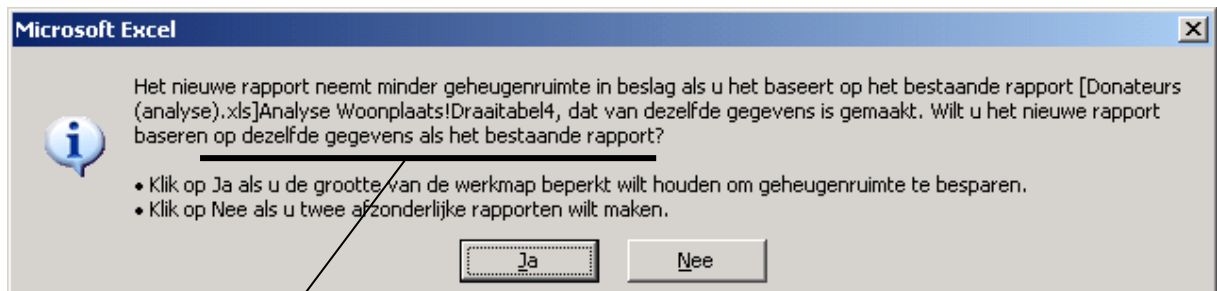 Microsoft Excel
Het nieuwe rapport neemt minder geheugenruimte in beslag als u het baseert op het bestaande rapport [Donateurs
(analyse).xls]Analyse Woonplaats!Draaitabel4, dat van dezelfde gegevens is gemaakt. Wilt u het nieuwe rapport
baseren op dezelfde gegevens als het bestaande rapport?
• Klik op Ja als u de grootte van de werkmap beperkt wilt houden om geheugenruimte te besparen.
• Klik op Nee als u twee afzonderlijke rapporten wilt maken.
Ja Nee